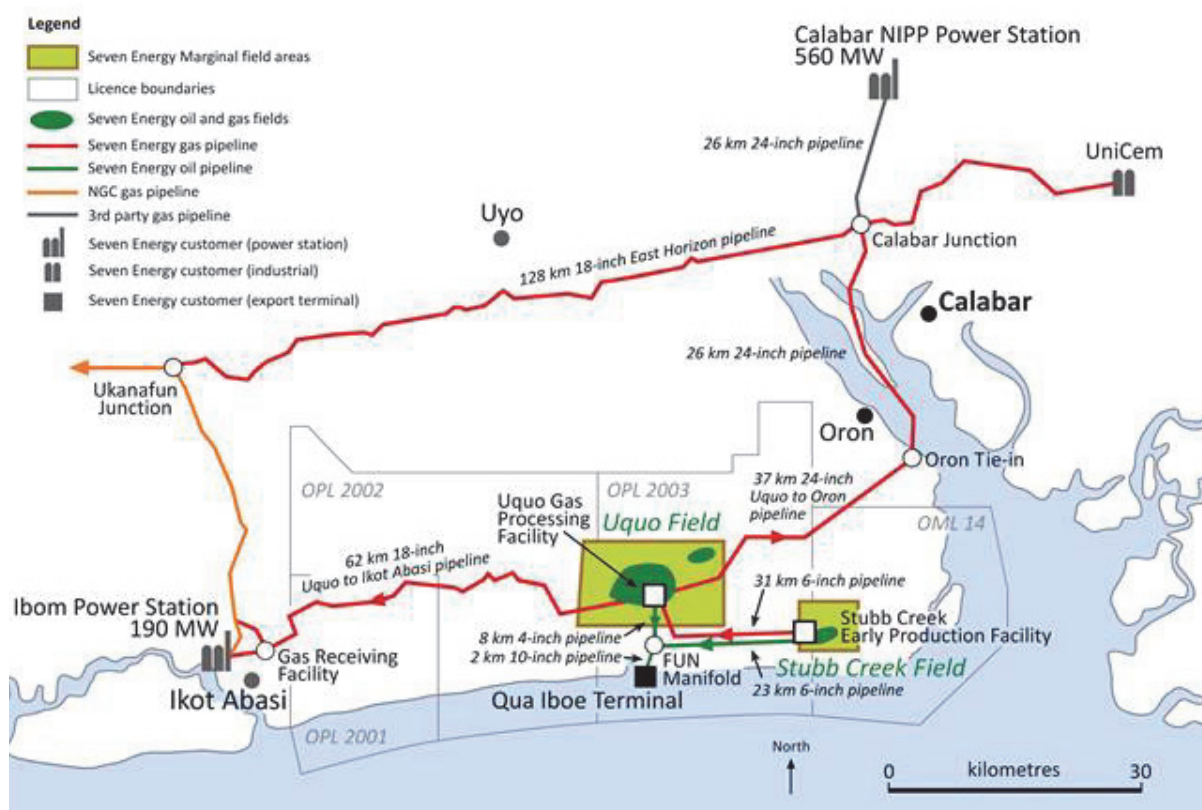 Legend
Seven Energy Marginal field areas
Licence boundaries
Seven Energy oil and gas fields
Seven Energy gas pipeline
Seven Energy oil pipeline
NGC gas pipeline
3rd party gas pipeline
Seven Energy customer (power station)
Seven Energy customer (industrial)
Seven Energy customer (export terminal)
Calabar NIPP Power Station
560 MW
26 km 24-inch pipeline
UniCem
Uyo
128 km 18-inch East Horizon pipeline
Calabar Junction
Calabar
26 km 24-inch pipeline
Ukanafun
Junction
Oron
Oron Tie-in
OPL 2002
OPL 2003
37 km 24-inch
Uquo to Oron
pipeline
OML 14
Uquo Gas
Processing
Facility
Uquo Field
62 km 18-inch
Uquo to Ikot Abasi pipeline
31 km 6-inch pipeline
Ibom Power Station
190 MW
Stubb Creek
Early Production Facility
8 km 4-inch pipeline
2 km 10-inch pipeline
FUN
Manifold
Stubb Creek Field
23 km 6-inch pipeline
Gas Receiving
Facility
Ikot Abasi
Qua Iboe Terminal
OPL 2001
North
0 kilometres 30